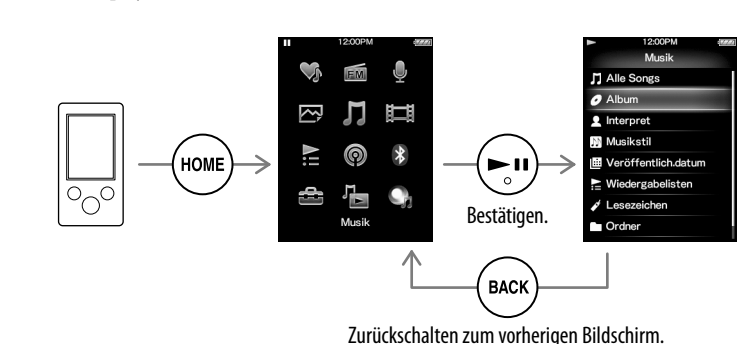 12:00PM
FM
Musik
HOME
Bestätigen.
12:00PM
Musik
Alle Songs
Album
Interpret
Musikstil
Veröffentlich.datum
Wiedergabelisten
Lesezeichen
Ordner
BACK
Zurückschalten zum vorherigen Bildschirm.